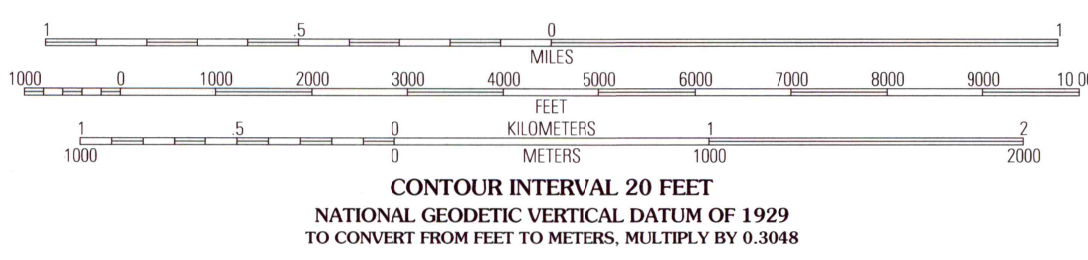 1 .5 0 1
MILES
1000 0 1000 2000 3000 4000 5000 6000 7000 8000 9000 10 00
FEET
1 .5 0 KILOMETERS 1 2
1000 0 METERS 1000 2000
CONTOUR INTERVAL 20 FEET
NATIONAL GEODETIC VERTICAL DATUM OF 1929
TO CONVERT FROM FEET TO METERS, MULTIPLY BY 0.3048